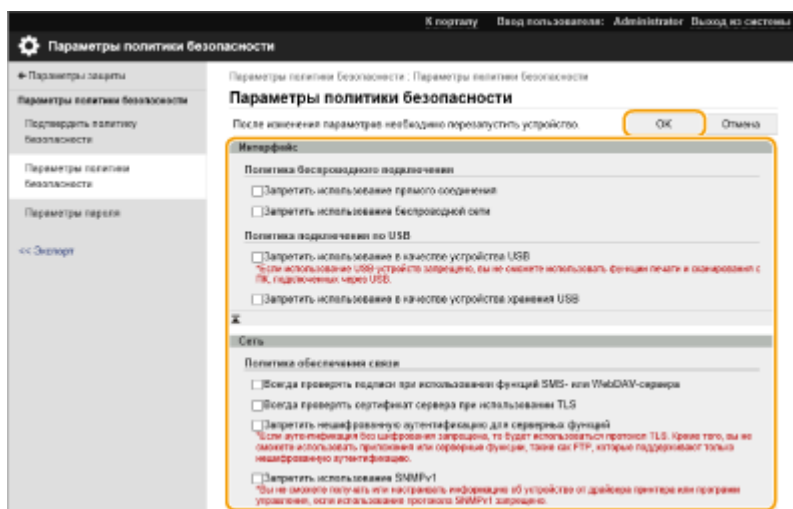 К порталу Вход пользователя: Administrator Выход из системы
Параметры политики безопасности
Параметры защиты
Параметры политики безопасности : Параметры политики безопасности
Параметры политики безопасности
Параметры политики безопасности
Подтвердить политику
безопасности
После изменения параметров необходимо перезапустить устройство.
OK
Отмена
Параметры политики
безопасности
Параметры пароля
<< Экспорт
Интерфейс
Политика беспроводного подключения
Запретить использование прямого соединения
Запретить использование беспроводной сети
Политика подключения по USB
Запретить использование в качестве устройства USB
*Если использование USB-устройств запрещено, вы не сможете использовать функции печати и сканирования с
ПК, подключенных через USB.
Запретить использование в качестве устройства хранения USB
Сеть
Политика обеспечения связи
Всегда проверять подписи при использовании функций SMS- или WebDAV-сервера
Всегда проверять сертификат сервера при использовании TLS
Запретить нешифрованную аутентификацию для серверных функций
*Если аутентификация без шифрования запрещена, то будет использоваться протокол TLS. Кроме того, вы не
сможете использовать приложения или серверные функции, такие как FTP, которые поддерживают только
нешифрованную аутентификацию.
Запретить использование SNMPv1
*Вы не сможете получать или настраивать информацию об устройстве от драйвера принтера или программ
управления, если использование протокола SNMPv1 запрещено.